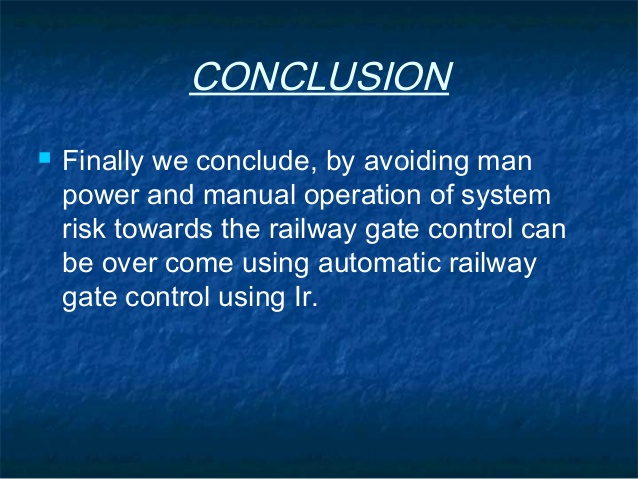 CONCLUSION
Finally we conclude, by avoiding man
power and manual operation of system
risk towards the railway gate control can
be over come using automatic railway
gate control using Ir.